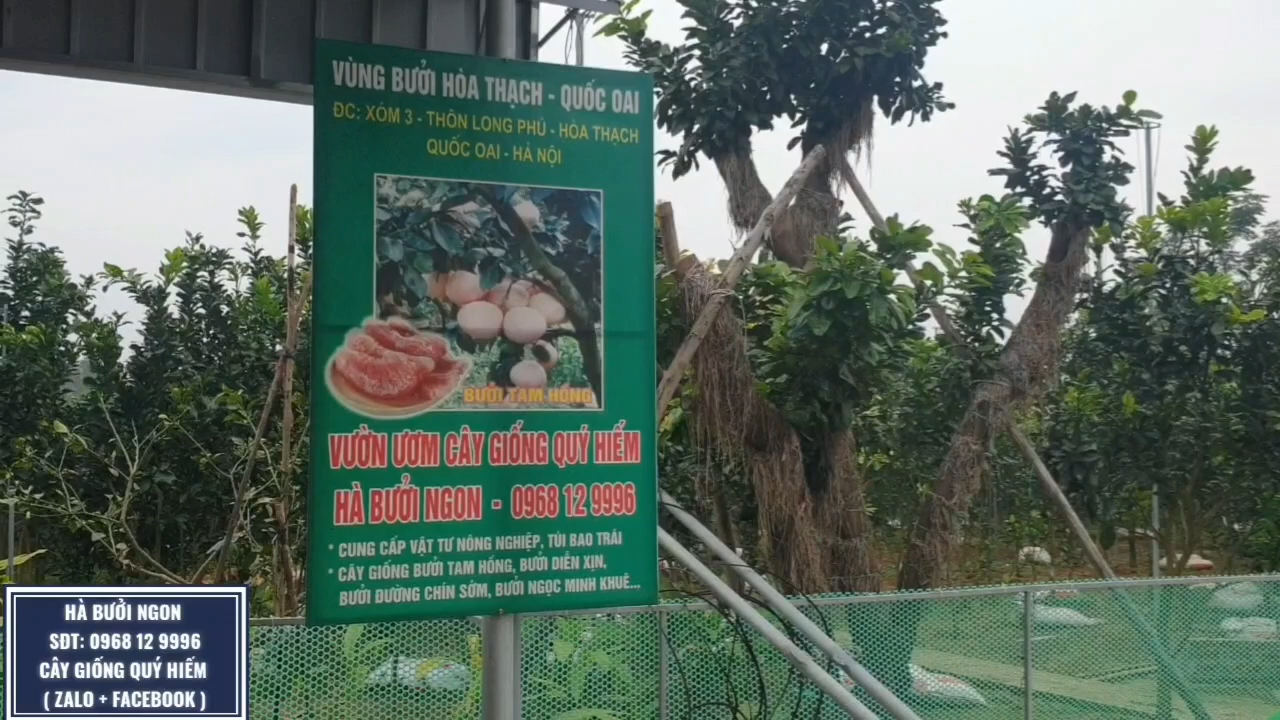 VÙNG BƯỞI HÒA THẠCH - QUỐC OAI
ĐC: XÓM 3 - THÔN LONG PHÚ - HÒA THẠCH
QUỐC OAI - HÀ NỘI
BƯỞI TAM HỒNG
VƯỜN ƯƠM CÂY GIỐNG QUÝ HIẾM
HÀ BƯỞI NGON - 0968 12 9996
* CUNG CẤP VẬT TƯ NÔNG NGHIỆP, TÚI BAO TRÁI
* CÂY GIỐNG BƯỞI TAM HỒNG, BƯỞI DIỄN XỊN,
BƯỞI ĐƯỜNG CHÍN SỚM, BƯỞI NGỌC MINH KHUÊ...
HÀ BƯỞI NGON
SĐT: 0968 12 9996
CÂY GIỐNG QUÝ HIẾM
( ZALO + FACEBOOK )